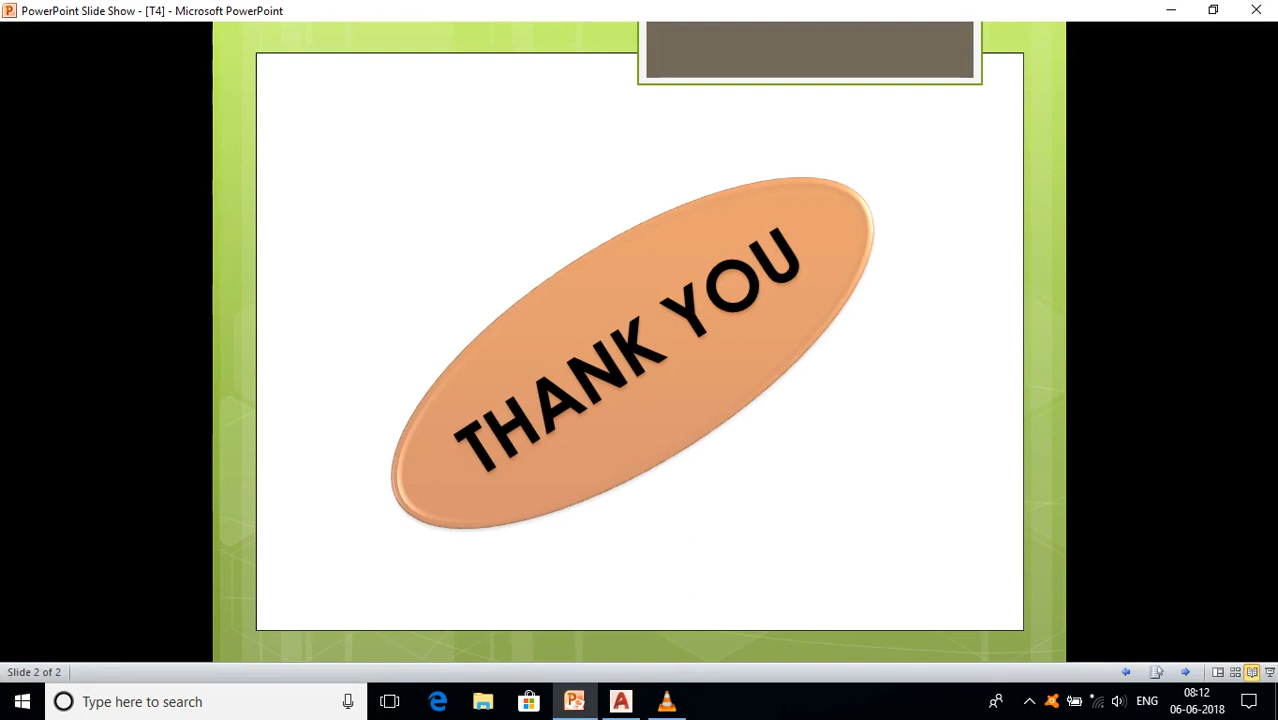 PowerPoint Slide Show - [T4] - Microsoft PowerPoint
THANK YOU
Slide 2 of 2
Type here to search
ENG
08:12
06-06-2018